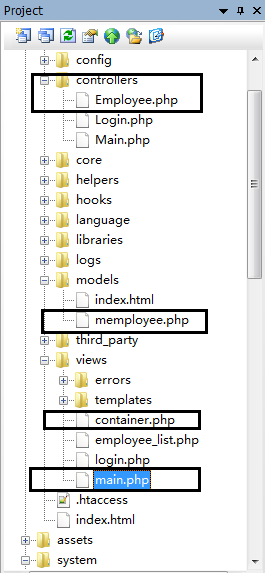 Project
config
controllers
Employee.php
Login.php
Main.php
core
helpers
hooks
language
libraries
logs
models
index.html
memployee.php
third_party
views
errors
templates
container.php
employee_list.php
login.php
main.php
.htaccess
index.html
assets
system